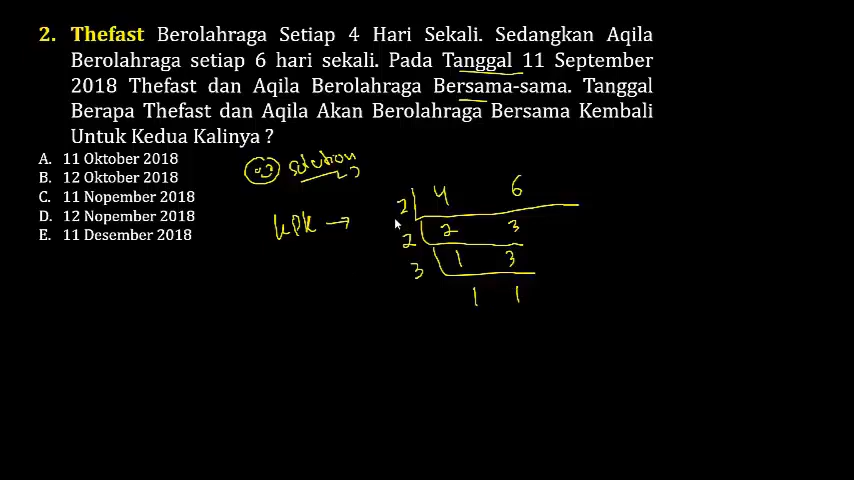 2. Thefast Berolahraga Setiap 4 Hari Sekali. Sedangkan Aqila
Berolahraga setiap 6 hari sekali. Pada Tanggal 11 September
2018 Thefast dan Aqila Berolahraga Bersama-sama. Tanggal
Berapa Thefast dan Aqila Akan Berolahraga Bersama Kembali
Untuk Kedua Kalinya ?
A. 11 Oktober 2018
B. 12 Oktober 2018
C. 11 Nopember 2018
D. 12 Nopember 2018
E. 11 Desember 2018
solution
KPK →
2 4 6
2 2 3
3 1 3
1 1